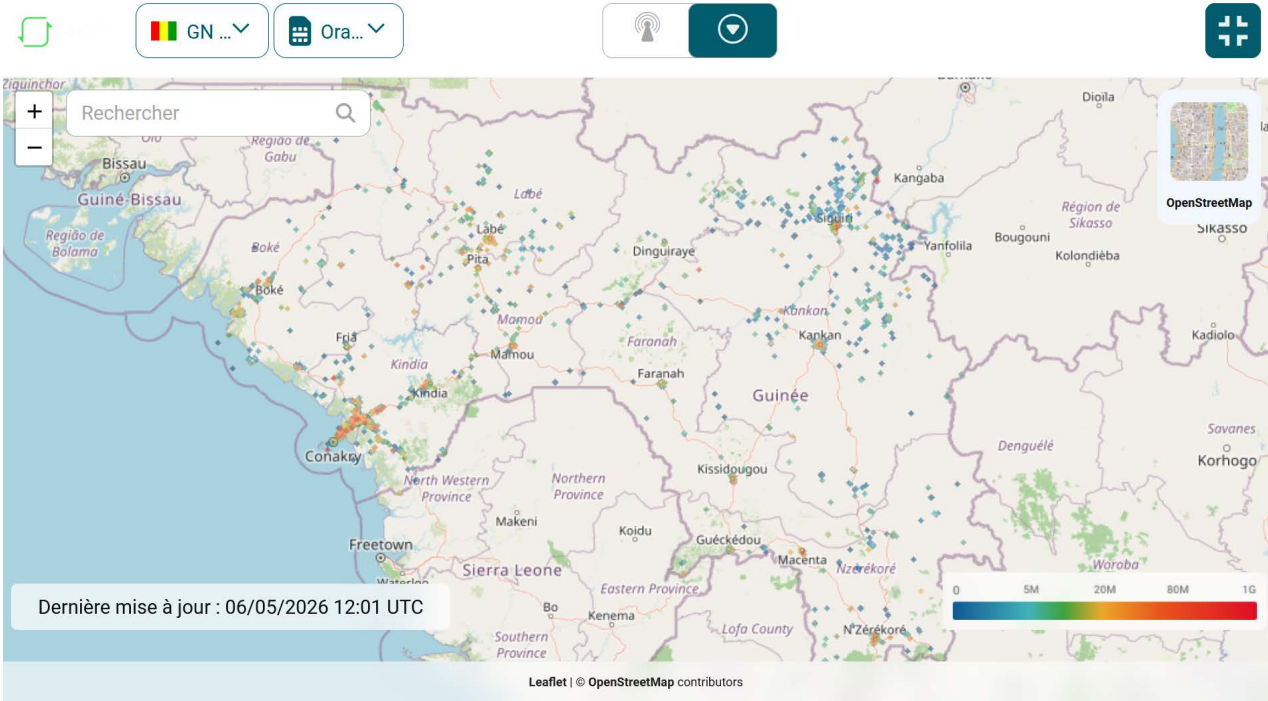 GN ...
Ora...
Ziguinchor
+
−
Rechercher
Dioïla
OpenStreetMap
Região de
Gabu
Bissau
Guiné-Bissau
Região de
Bolama
Kangaba
Labé
Labé
Pita
Siguiri
Région de
Sikasso
Sikasso
Bougouni
Yanfolila
Kolondièba
Boké
Boké
Dinguiraye
Kankan
Kankan
Mamou
Mamou
Fria
Kindia
Kindia
Faranah
Faranah
Kadiolo
Guinée
Conakry
Savanes
Korhogo
Denguélé
Kissidougou
North Western
Province
Northern
Province
Makeni
Koidu
Guéckédou
Macenta
Nzérékoré
Woroba
Freetown
Waterloo
Sierra Leone
Eastern Province
Bo
Kenema
Southern
Province
Lofa County
N'Zérékoré
0 5M 20M 80M 1G
Dernière mise à jour : 06/05/2026 12:01 UTC
Leaflet | © OpenStreetMap contributors